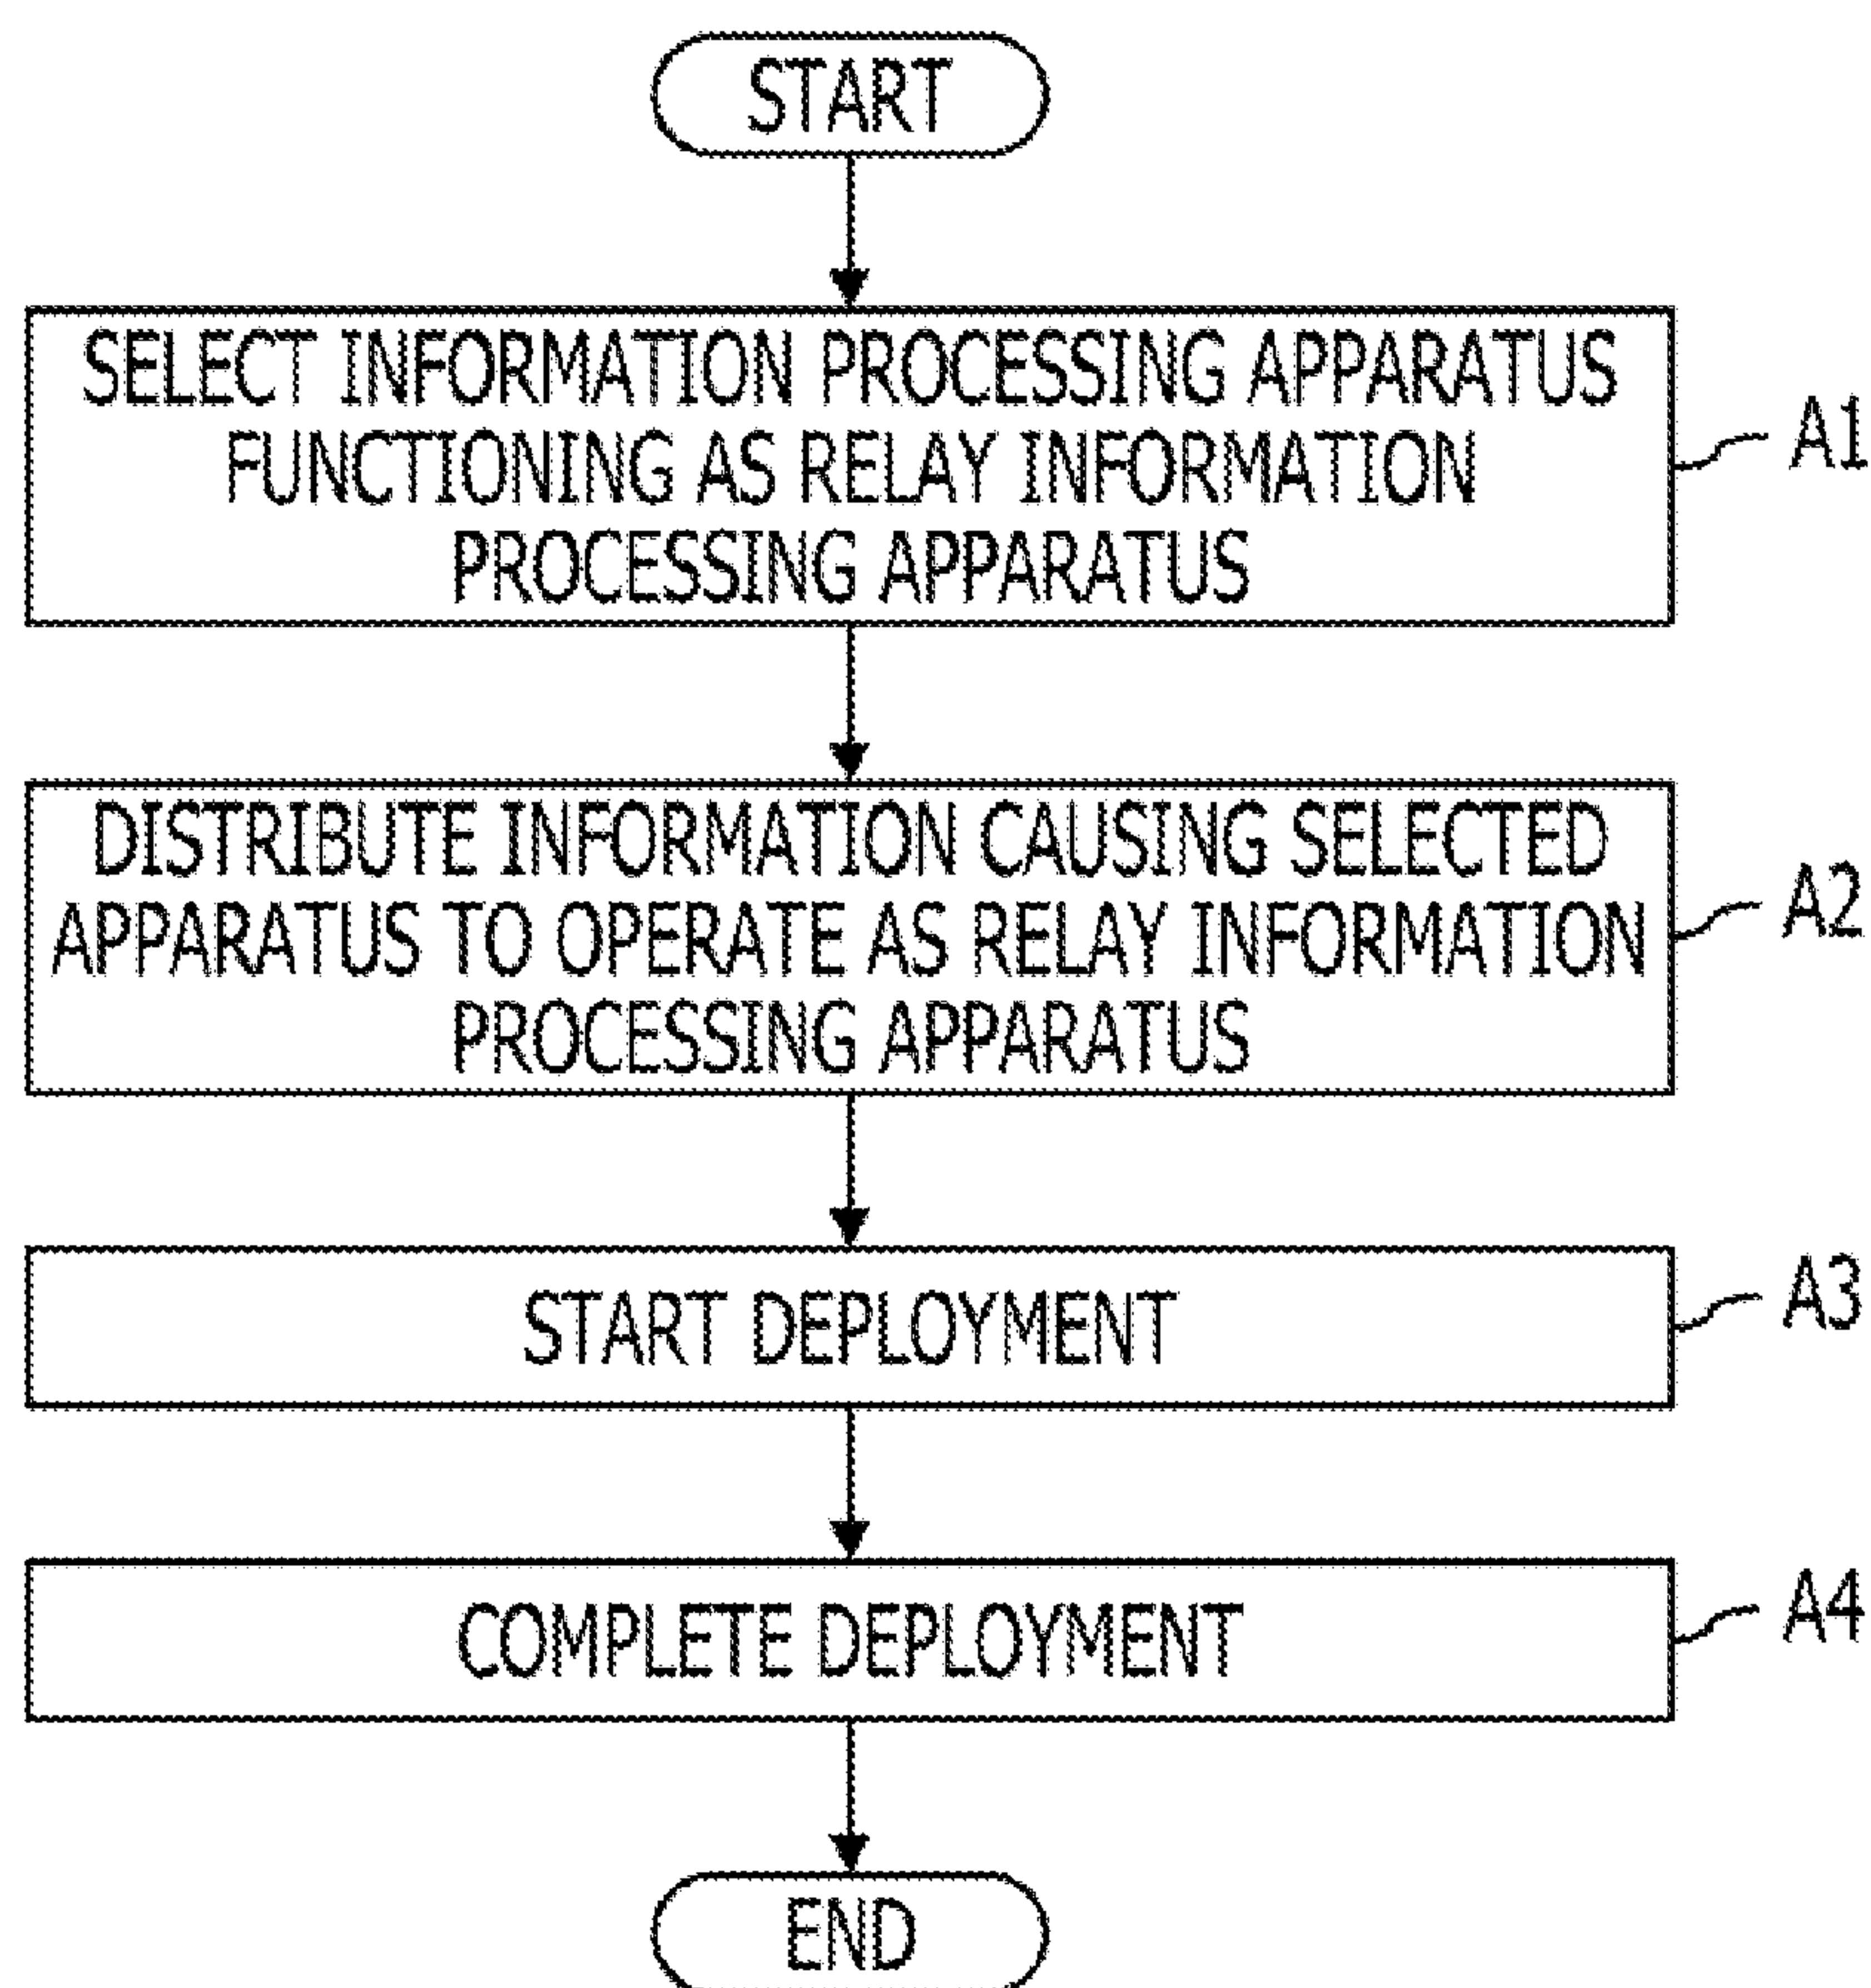 START
SELECT INFORMATION PROCESSING APPARATUS
FUNCTIONING AS RELAY INFORMATION
PROCESSING APPARATUS
A1
DISTRIBUTE INFORMATION CAUSING SELECTED
APPARATUS TO OPERATE AS RELAY INFORMATION
PROCESSING APPARATUS
A2
START DEPLOYMENT
A3
COMPLETE DEPLOYMENT
A4
END